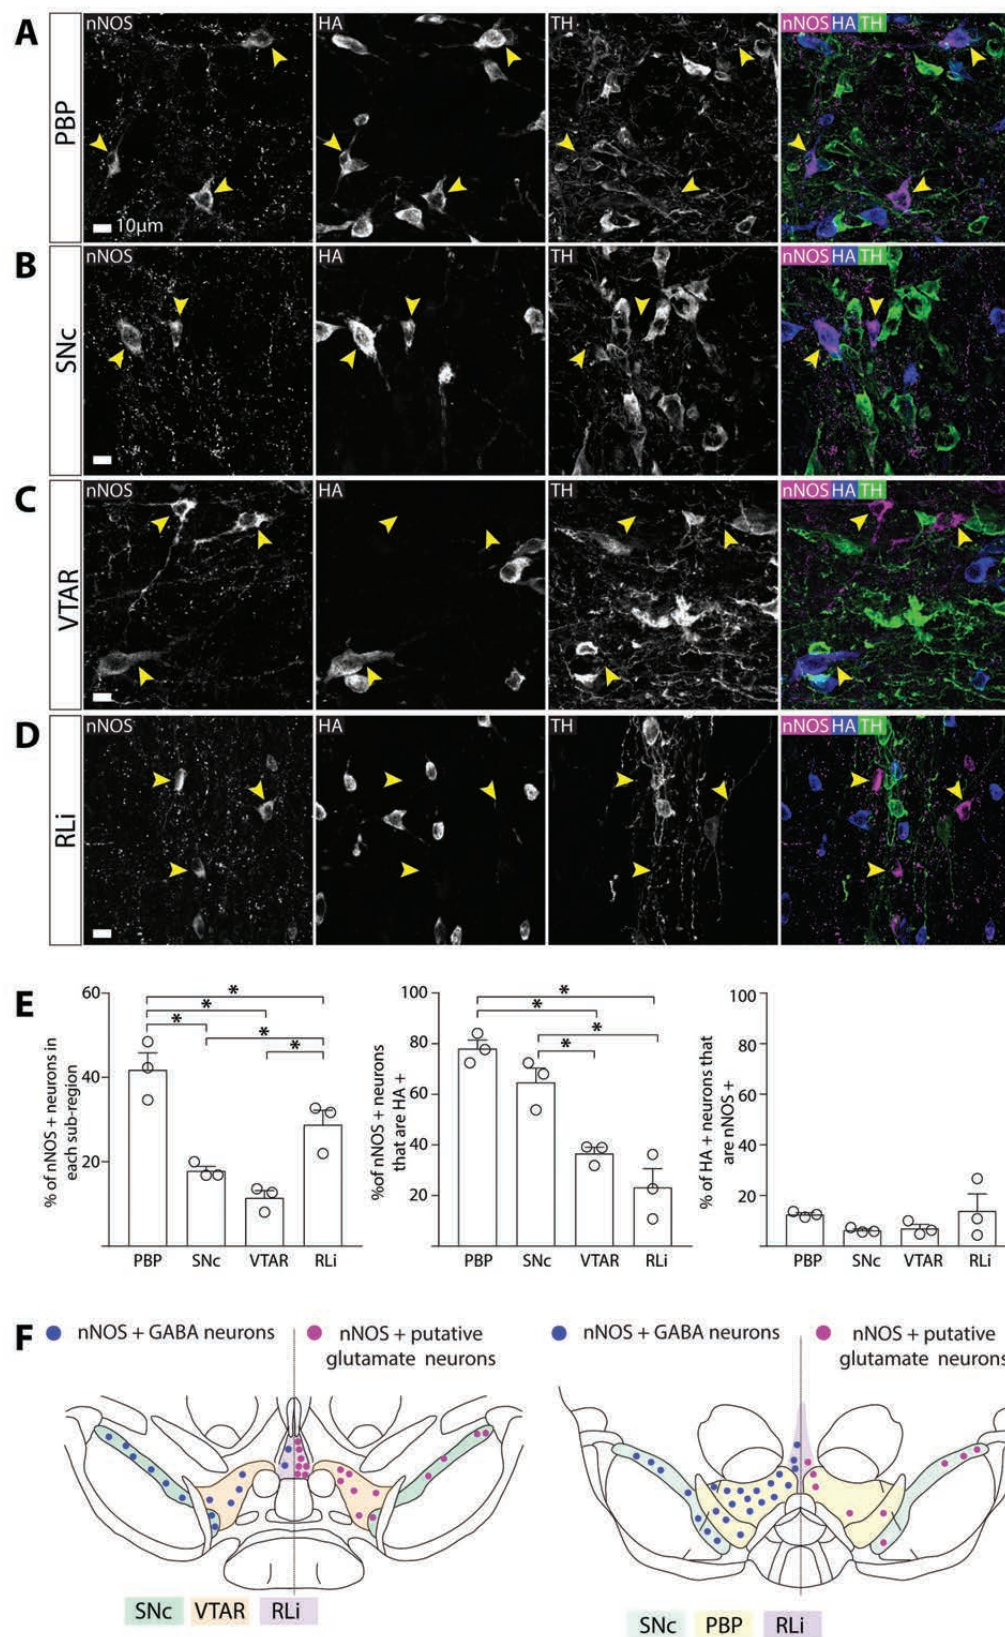 A
PBP
nNOS
HA
TH
nNOS HA TH
10µm
B
SNc
nNOS
HA
TH
nNOS HA TH
C
VTAR
nNOS
HA
TH
nNOS HA TH
D
RLi
nNOS
HA
TH
nNOS HA TH
E
% of nNOS + neurons in
each sub-region
60
40
20
* * * * *
PBP SNc VTAR RLi
%of nNOS + neurons
that are HA +
100
80
60
40
20
* * * *
PBP SNc VTAR RLi
% of HA + neurons that
are nNOS +
100
80
60
40
20
PBP SNc VTAR RLi
F
nNOS + GABA neurons
nNOS + putative
glutamate neurons
SNc VTAR RLi
nNOS + GABA neurons
nNOS + putative
glutamate neurons
SNc PBP RLi